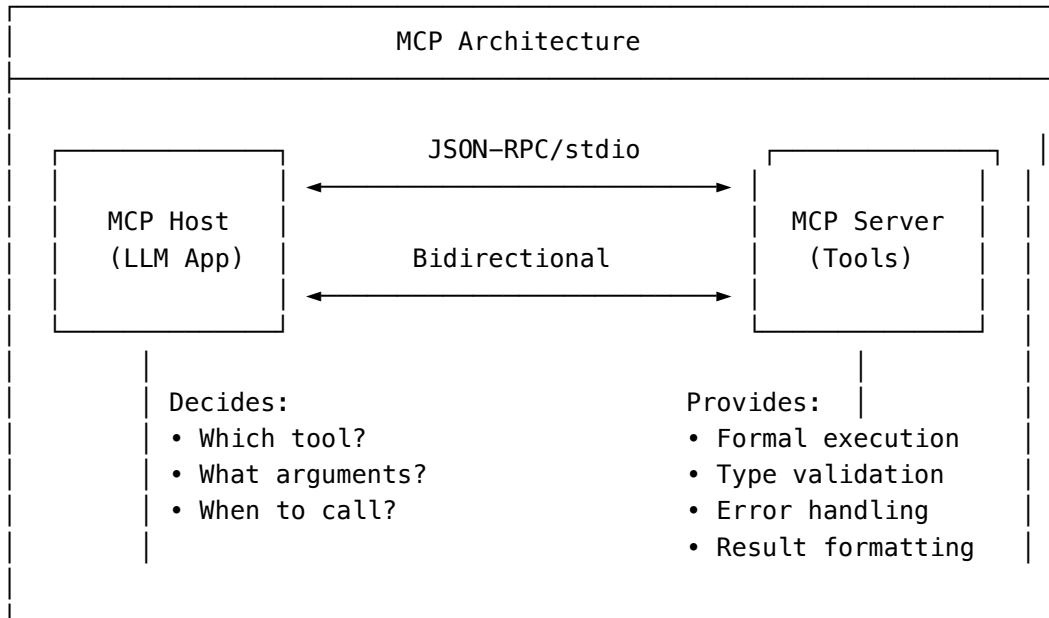 MCP Architecture
JSON-RPC/stdio
MCP Host
(LLM App)
Bidirectional
MCP Server
(Tools)
Decides:
• Which tool?
• What arguments?
• When to call?
Provides:
• Formal execution
• Type validation
• Error handling
• Result formatting